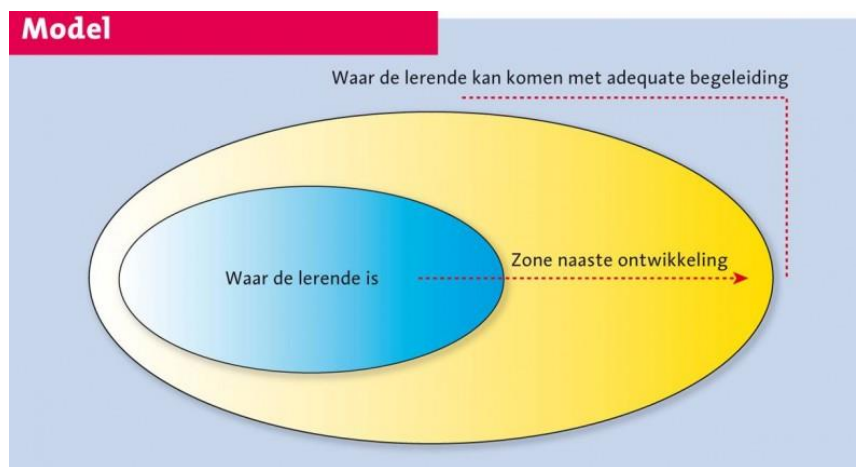 Model
Waar de lerende kan komen met adequate begeleiding
Zone naaste ontwikkeling
Waar de lerende is